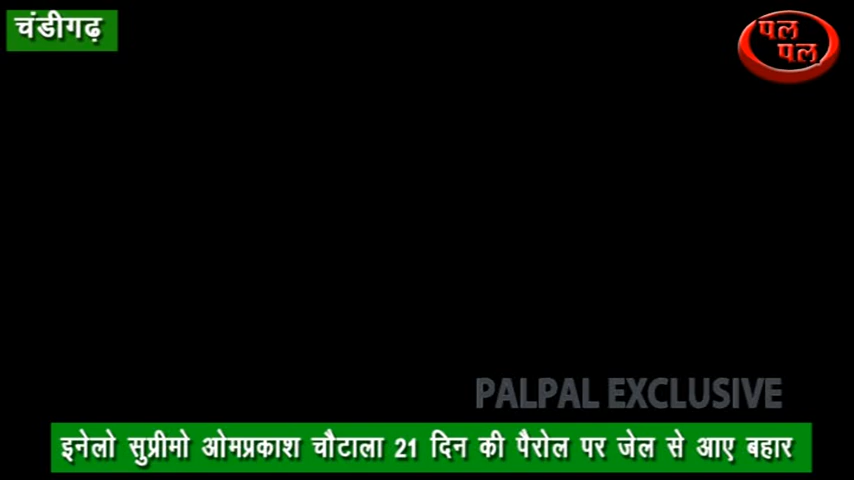 चंडीगढ़
पल
पल
PALPAL EXCLUSIVE
इनेलो सुप्रीमो ओमप्रकाश चौटाला 21 दिन की पैरोल पर जेल से आए बहार